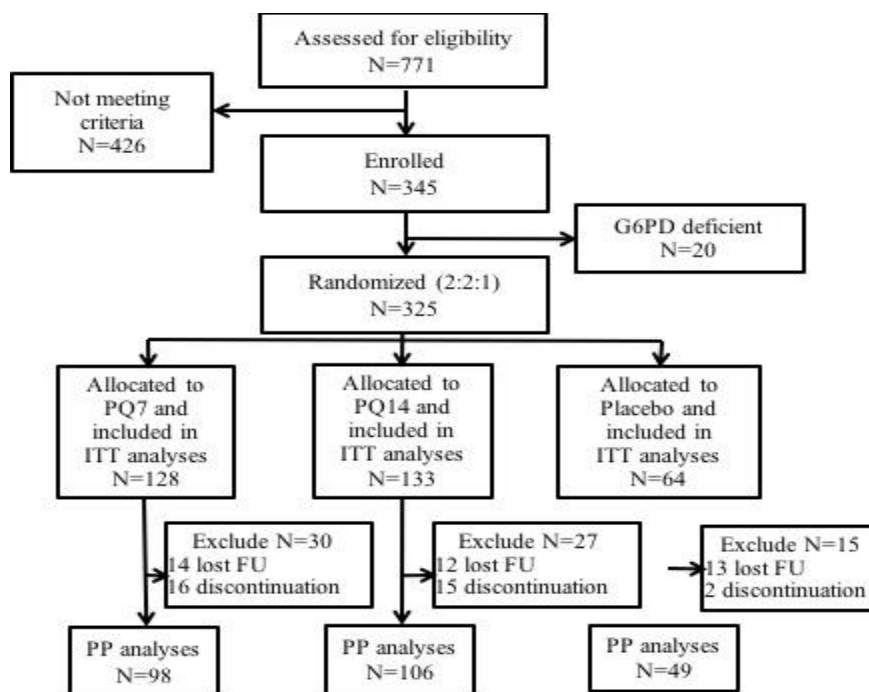 Assessed for eligibility
N=771
Not meeting
criteria
N=426
Enrolled
N=345
G6PD deficient
N=20
Randomized (2:2:1)
N=325
Allocated to
PQ7 and
included in
ITT analyses
N=128
Allocated to
PQ14 and
included in
ITT analyses
N=133
Allocated to
Placebo and
included in
ITT analyses
N=64
Exclude N=30
14 lost FU
16 discontinuation
Exclude N=27
12 lost FU
15 discontinuation
Exclude N=15
13 lost FU
2 discontinuation
PP analyses
N=98
PP analyses
N=106
PP analyses
N=49